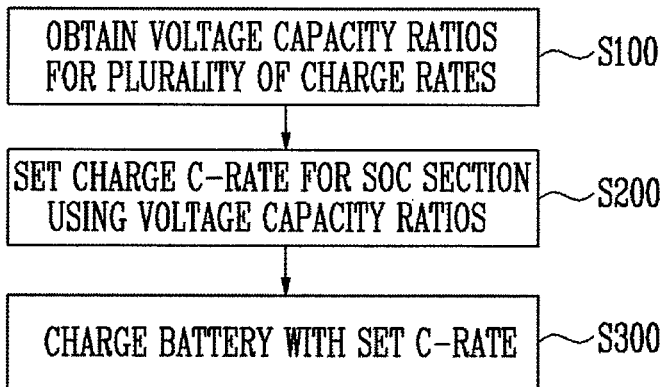 OBTAIN VOLTAGE CAPACITY RATIOS
FOR PLURALITY OF CHARGE RATES
S100
SET CHARGE C-RATE FOR SOC SECTION
USING VOLTAGE CAPACITY RATIOS
S200
CHARGE BATTERY WITH SET C-RATE
S300